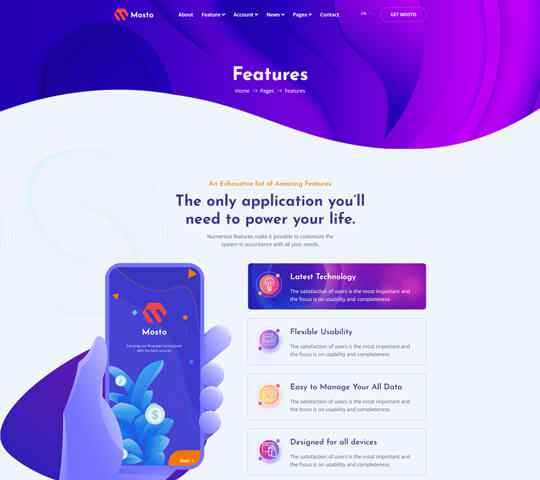 Mosto
About Feature Account News Pages Contact
EN
GET MOSTO
Features
Home Pages Features
An Exhaustive list of Amazing Features
The only application you'll
need to power your life.
Numerous features make it possible to customize the
system in accordance with all your needs.
Mosto
$
Latest Technology
The satisfaction of users is the most important and
the focus is on usability and completeness
Flexible Usability
The satisfaction of users is the most important and
the focus is on usability and completeness
Easy to Manage Your All Data
The satisfaction of users is the most important and
the focus is on usability and completeness
Designed for all devices
The satisfaction of users is the most important and
the focus is on usability and completeness